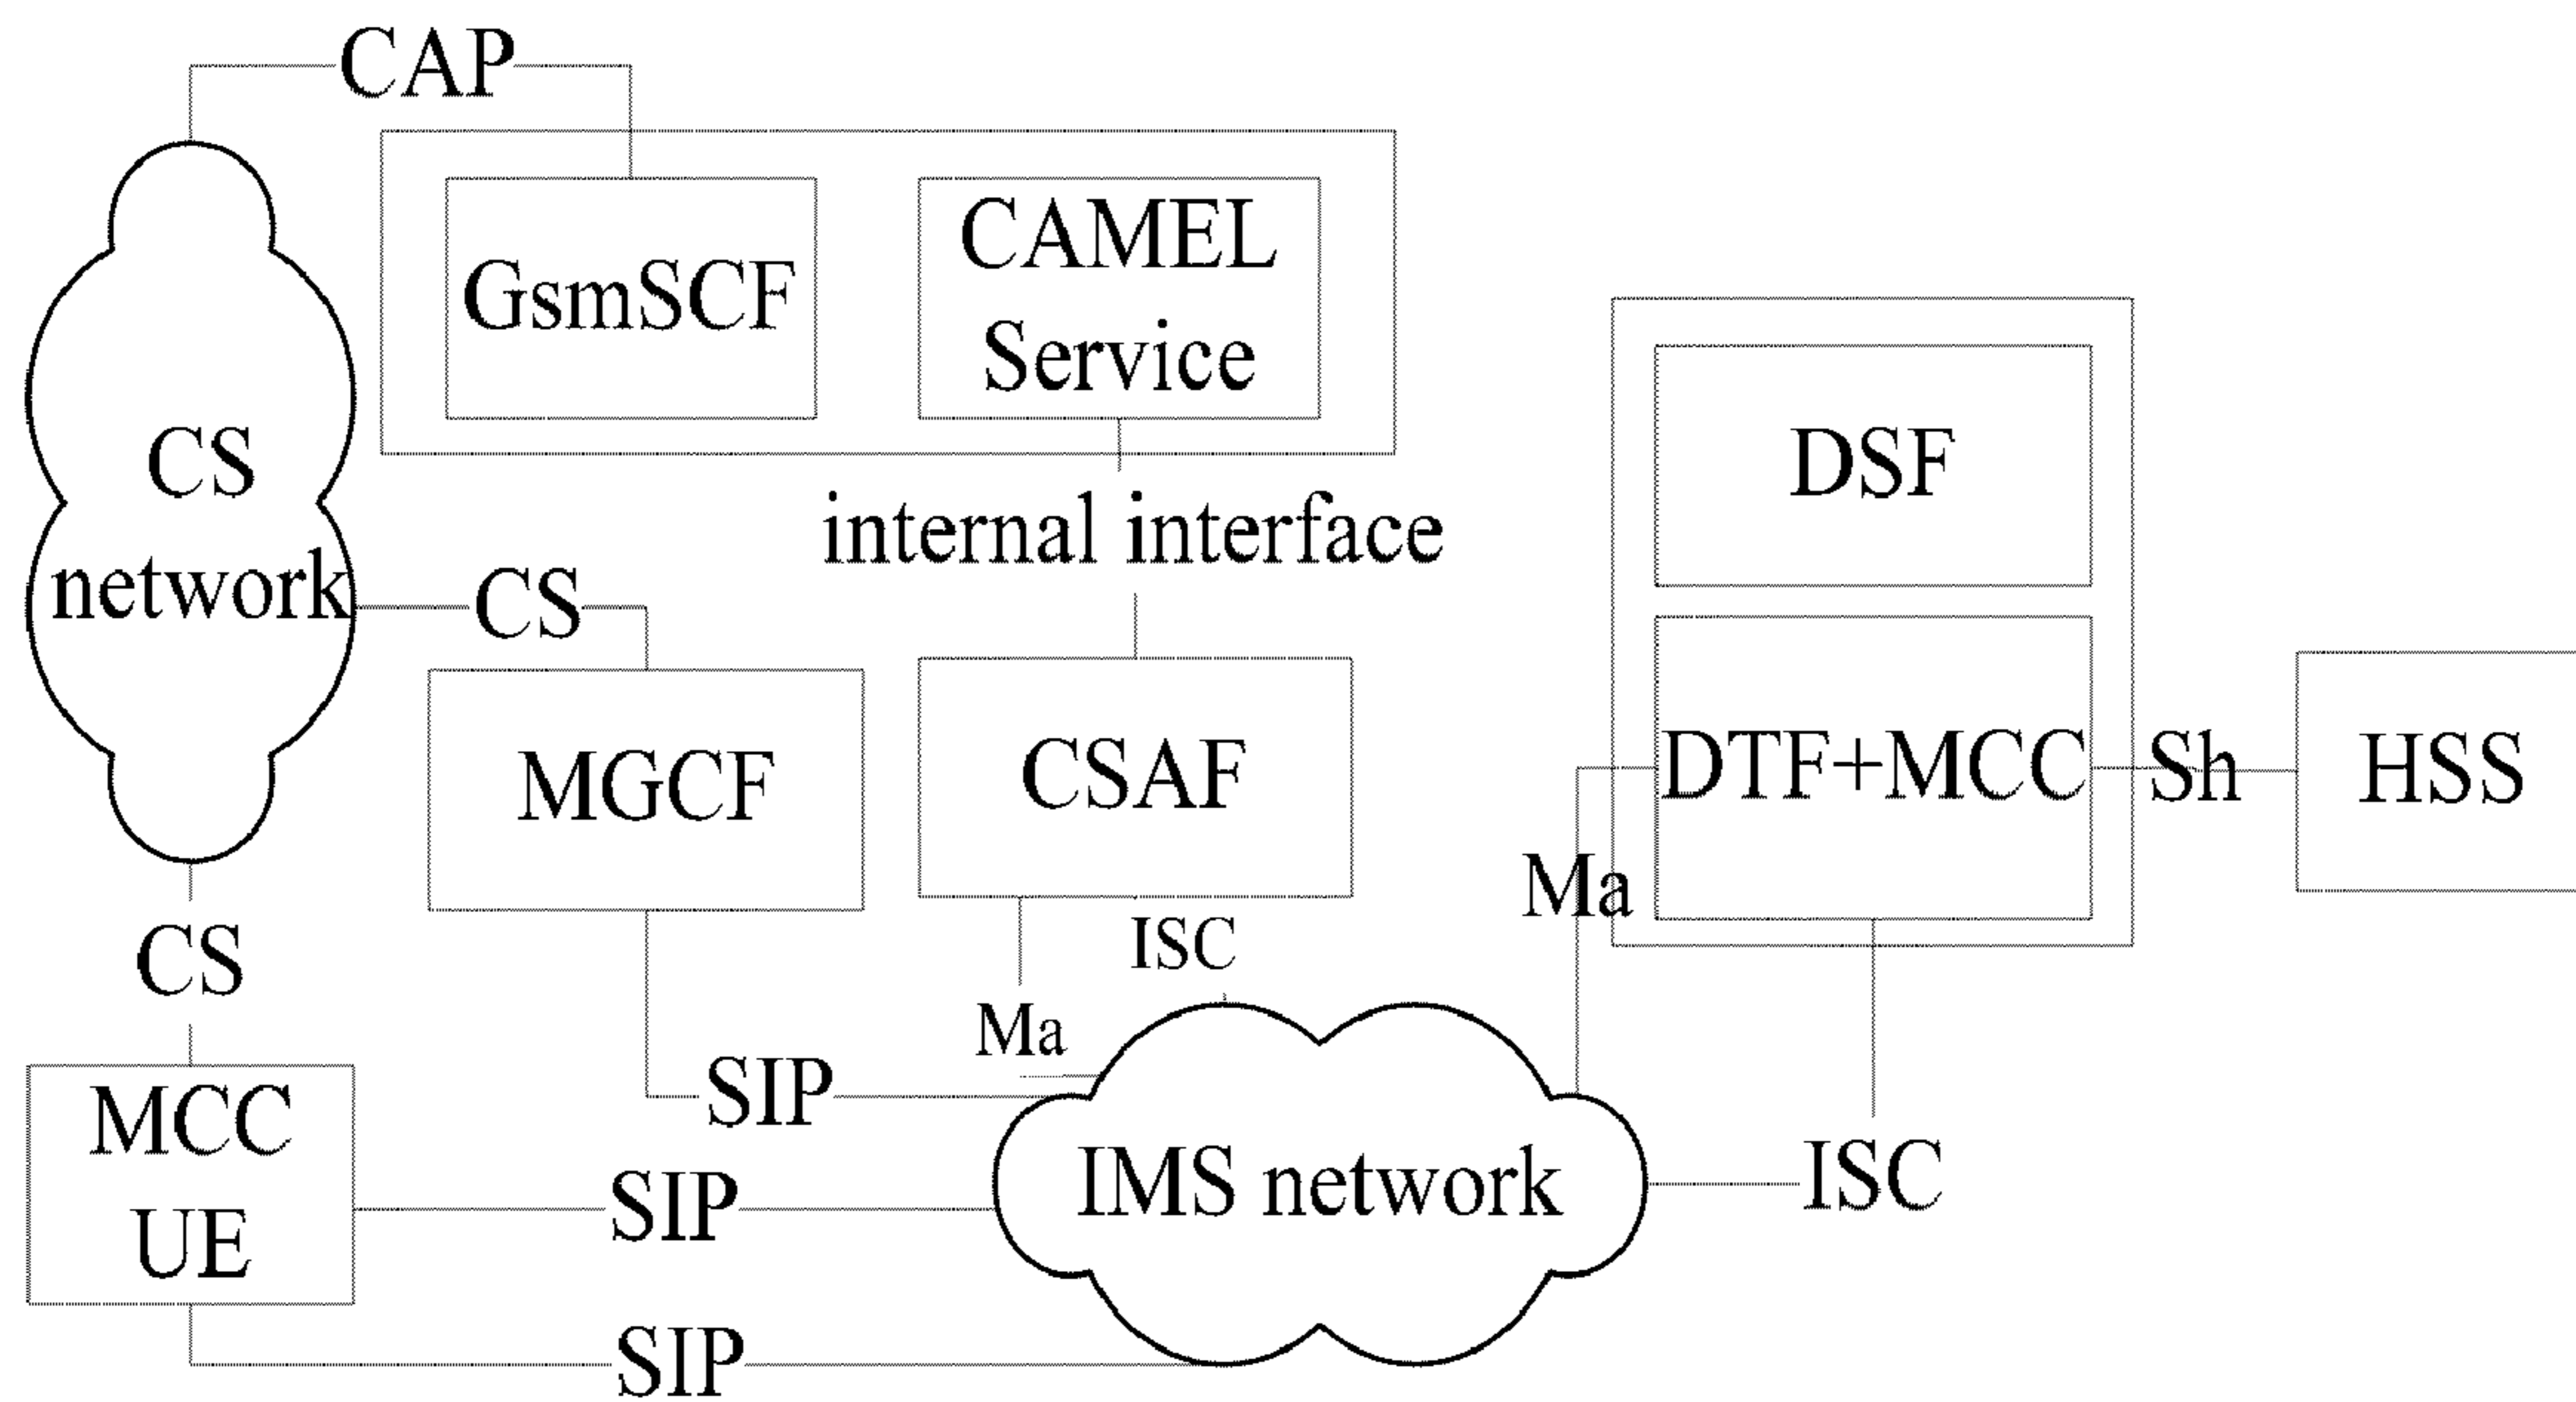 CAP
GsmSCF
CAMEL
Service
CS
network
internal interface
CS
DSF
MGCF
CSAF
DTF+MCC
Sh
HSS
Ma
CS
ISC
Ma
SIP
MCC
UE
SIP
IMS network
ISC
SIP